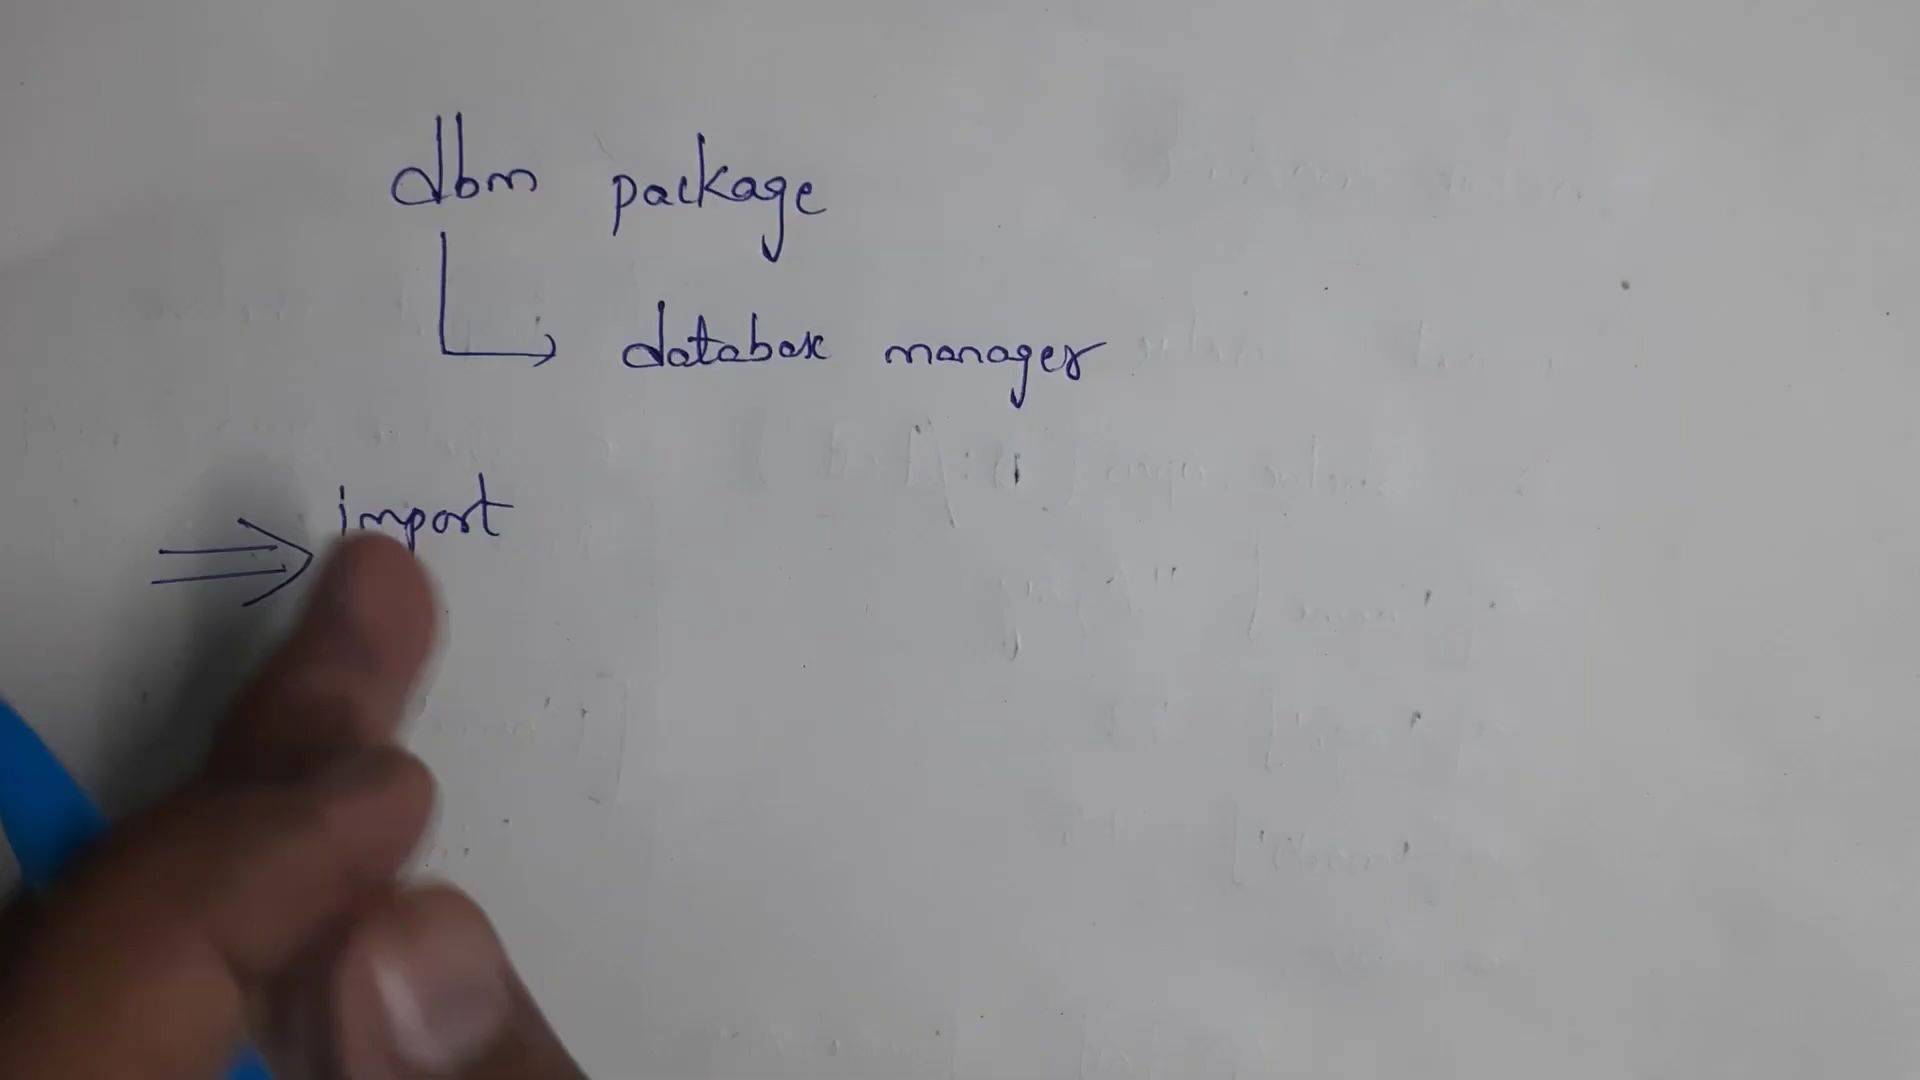 dbm package
database manager
import